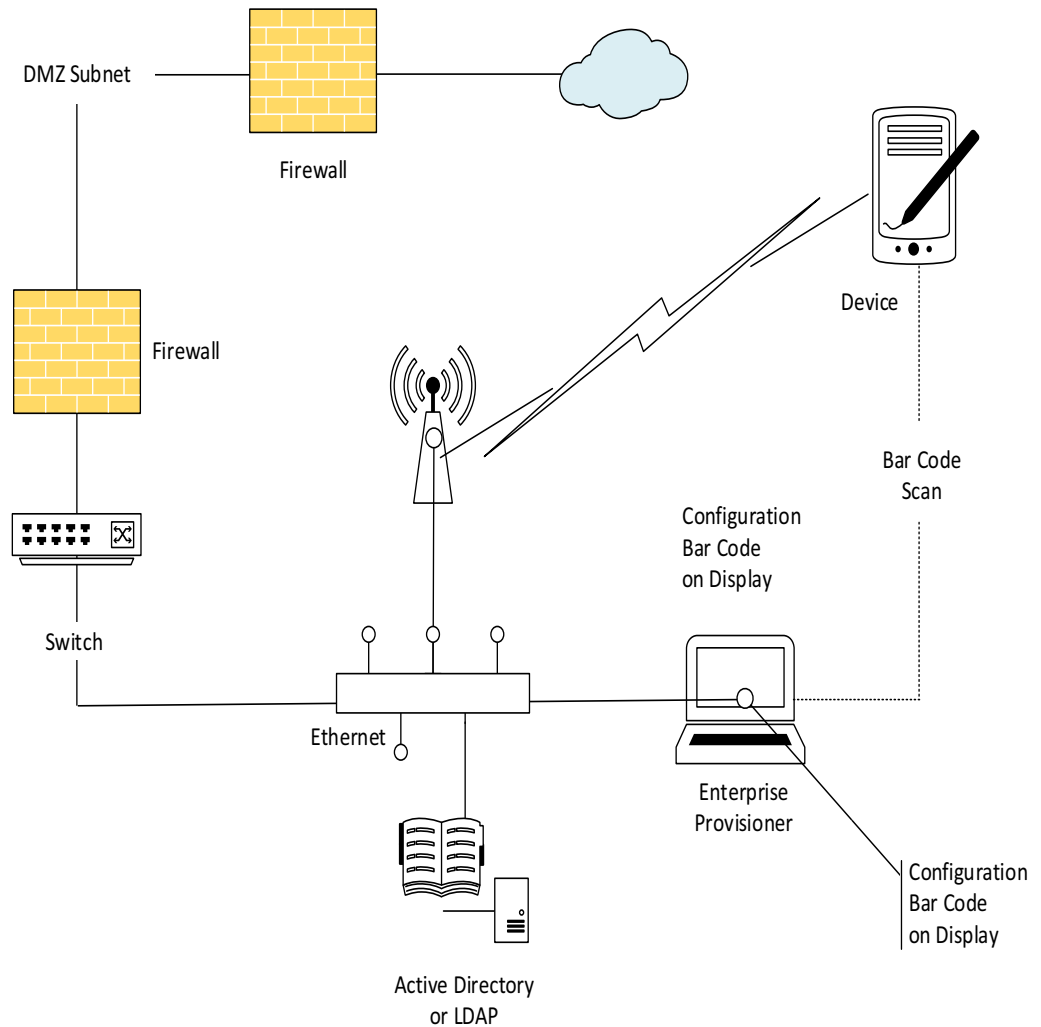 DMZ Subnet
Firewall
Device
Firewall
Bar Code
Scan
Configuration
Bar Code
on Display
Switch
Ethernet
Enterprise
Provisioner
Configuration
Bar Code
on Display
Active Directory
or LDAP